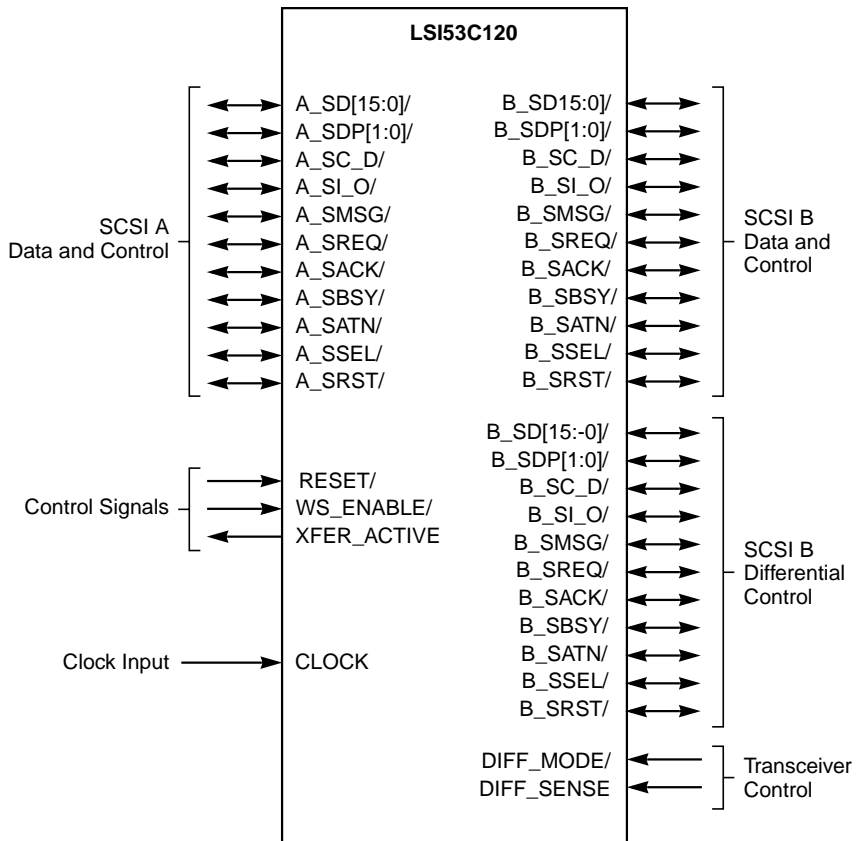 LSI53C120
SCSI A
Data and Control
A_SD[15:0]/
A_SDP[1:0]/
A_SC_D/
A_SI_O/
A_SMSG/
A_SREQ/
A_SACK/
A_SBSY/
A_SATN/
A_SSEL/
A_SRST/
Control Signals
RESET/
WS_ENABLE/
XFER_ACTIVE
Clock Input
CLOCK
B_SD15:0]/
B_SDP[1:0]/
B_SC_D/
B_SI_O/
B_SMSG/
B_SREQ/
B_SACK/
B_SBSY/
B_SATN/
B_SSEL/
B_SRST/
SCSI B
Data and
Control
B_SD[15:-0]/
B_SDP[1:0]/
B_SC_D/
B_SI_O/
B_SMSG/
B_SREQ/
B_SACK/
B_SBSY/
B_SATN/
B_SSEL/
B_SRST/
SCSI B
Differential
Control
DIFF_MODE/
DIFF_SENSE
Transceiver
Control